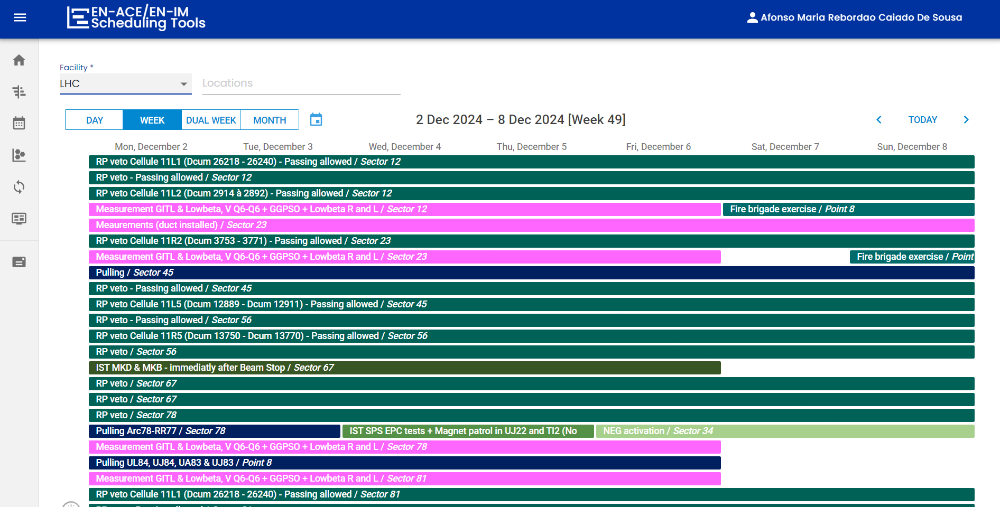 EN-ACE/EN-IM
Scheduling Tools
Afonso Maria Rebordao Caiado De Sousa
Facility *
LHC
Locations
DAY WEEK DUAL WEEK MONTH
2 Dec 2024 – 8 Dec 2024 [Week 49]
TODAY
Mon, December 2 Tue, December 3 Wed, December 4 Thu, December 5 Fri, December 6 Sat, December 7 Sun, December 8
RP veto Cellule 11L1 (Dcum 26218 - 26240) - Passing allowed / Sector 12
RP veto - Passing allowed / Sector 12
RP veto Cellule 11L2 (Dcum 2914 à 2892) - Passing allowed / Sector 12
Measurement GITL & Lowbeta, V Q6-Q6 + GGPSO + Lowbeta R and L / Sector 12 Fire brigade exercise / Point 8
Meaurements (duct installed) / Sector 23
RP veto Cellule 11R2 (Dcum 3753 - 3771) - Passing allowed / Sector 23
Measurement GITL & Lowbeta, V Q6-Q6 + GGPSO + Lowbeta R and L / Sector 23 Fire brigade exercise / Point
Pulling / Sector 45
RP veto - Passing allowed / Sector 45
RP veto Cellule 11L5 (Dcum 12889 - Dcum 12911) - Passing allowed / Sector 45
RP veto - Passing allowed / Sector 56
RP veto Cellule 11R5 (Dcum 13750 - Dcum 13770) - Passing allowed / Sector 56
RP veto / Sector 56
IST MKD & MKB - immediatly after Beam Stop / Sector 67
RP veto / Sector 67
RP veto / Sector 67
RP veto / Sector 78
Pulling Arc78-RR77 / Sector 78 IST SPS EPC tests + Magnet patrol in UJ22 and TI2 (No NEG activation / Sector 34
Measurement GITL & Lowbeta, V Q6-Q6 + GGPSO + Lowbeta R and L / Sector 78
Pulling UL84, UJ84, UA83 & UJ83 / Point 8
Measurement GITL & Lowbeta, V Q6-Q6 + GGPSO + Lowbeta R and L / Sector 81
RP veto Cellule 11L1 (Dcum 26218 - 26240) - Passing allowed / Sector 81